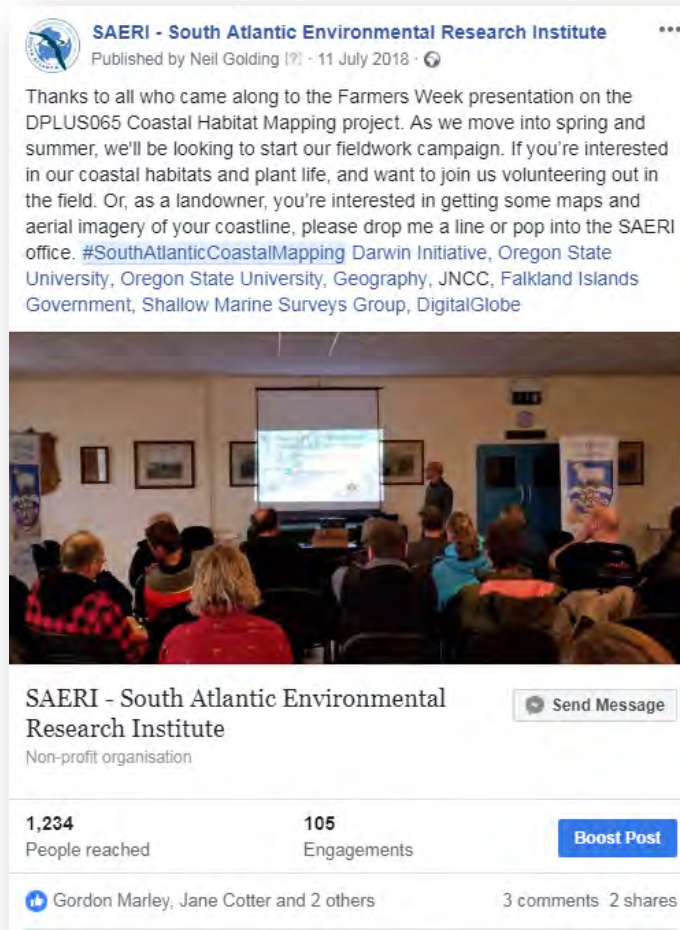 SAERI - South Atlantic Environmental Research Institute
Published by Neil Golding [?] · 11 July 2018 ·
Thanks to all who came along to the Farmers Week presentation on the
DPLUS065 Coastal Habitat Mapping project. As we move into spring and
summer, we'll be looking to start our fieldwork campaign. If you're interested
in our coastal habitats and plant life, and want to join us volunteering out in
the field. Or, as a landowner, you're interested in getting some maps and
aerial imagery of your coastline, please drop me a line or pop into the SAERI
office. #SouthAtlanticCoastalMapping Darwin Initiative, Oregon State
University, Oregon State University, Geography, JNCC, Falkland Islands
Government, Shallow Marine Surveys Group, DigitalGlobe
SAERI - South Atlantic Environmental
Research Institute
Non-profit organisation
Send Message
1,234
People reached
105
Engagements
Boost Post
Gordon Marley, Jane Cotter and 2 others
3 comments 2 shares